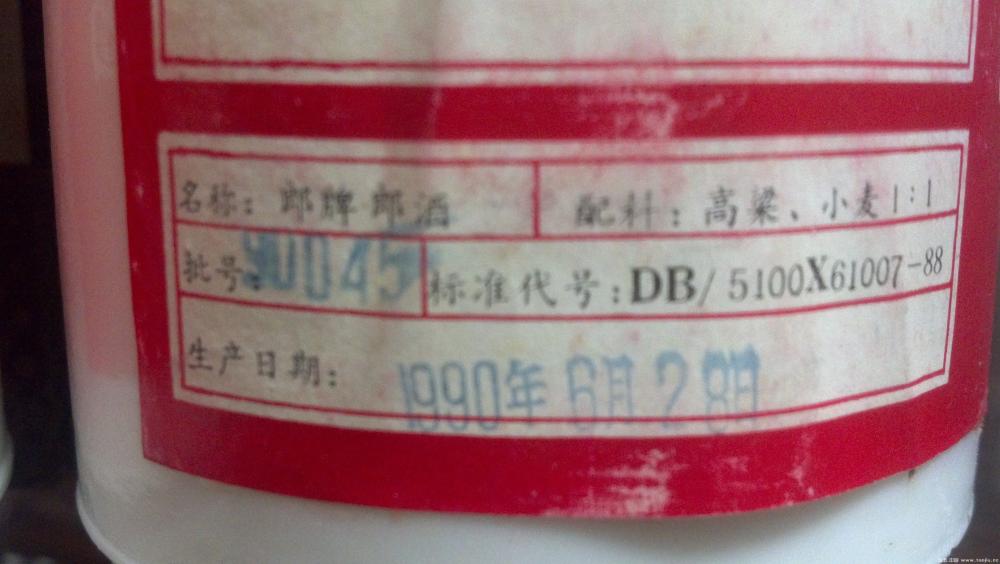 名称：郎牌郎酒
配料：高粱、小麦1:1
批号：90045
标准代号：DB/5100X61007-88
生产日期：1990年6月28日